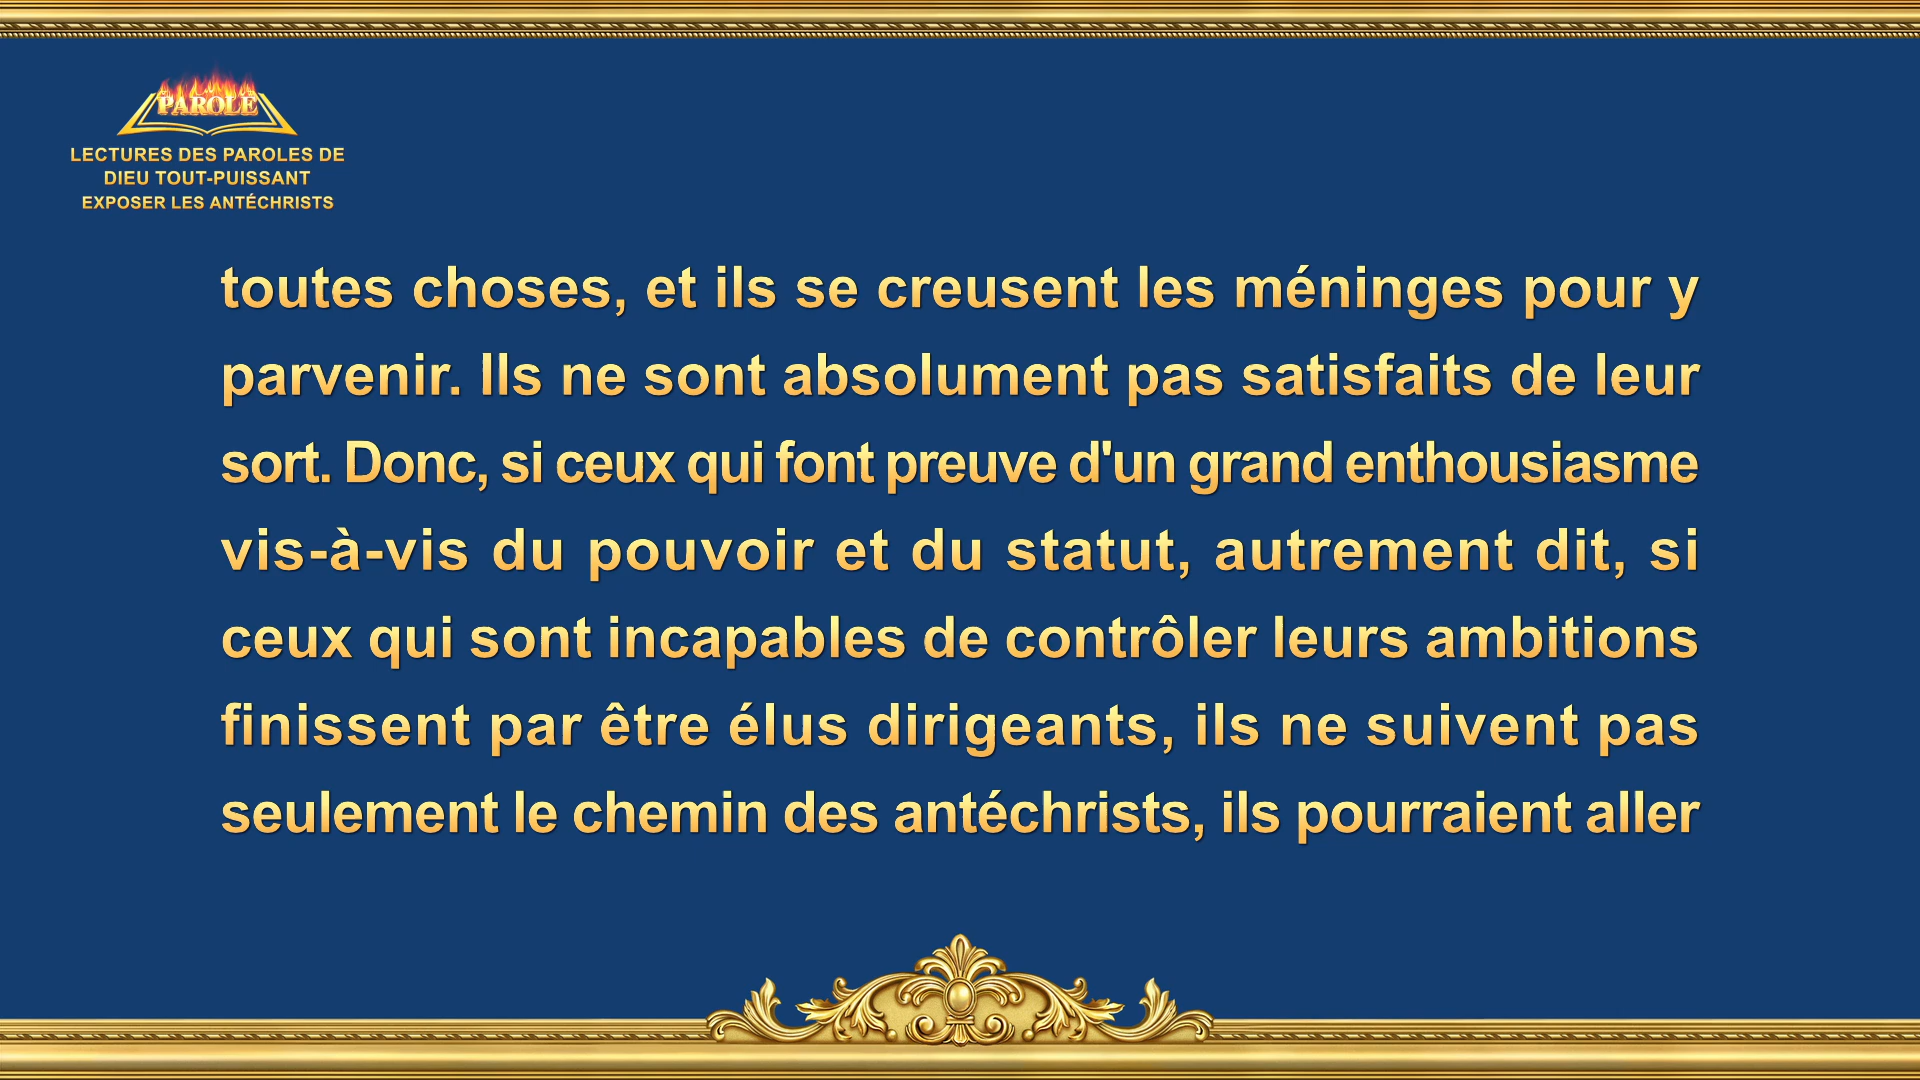 PAROLE
LECTURES DES PAROLES DE
DIEU TOUT-PUISSANT
EXPOSER LES ANTÉCHRISTS
toutes choses, et ils se creusent les méninges pour y
parvenir. Ils ne sont absolument pas satisfaits de leur
sort. Donc, si ceux qui font preuve d'un grand enthousiasme
vis-à-vis du pouvoir et du statut, autrement dit, si
ceux qui sont incapables de contrôler leurs ambitions
finissent par être élus dirigeants, ils ne suivent pas
seulement le chemin des antéchrists, ils pourraient aller